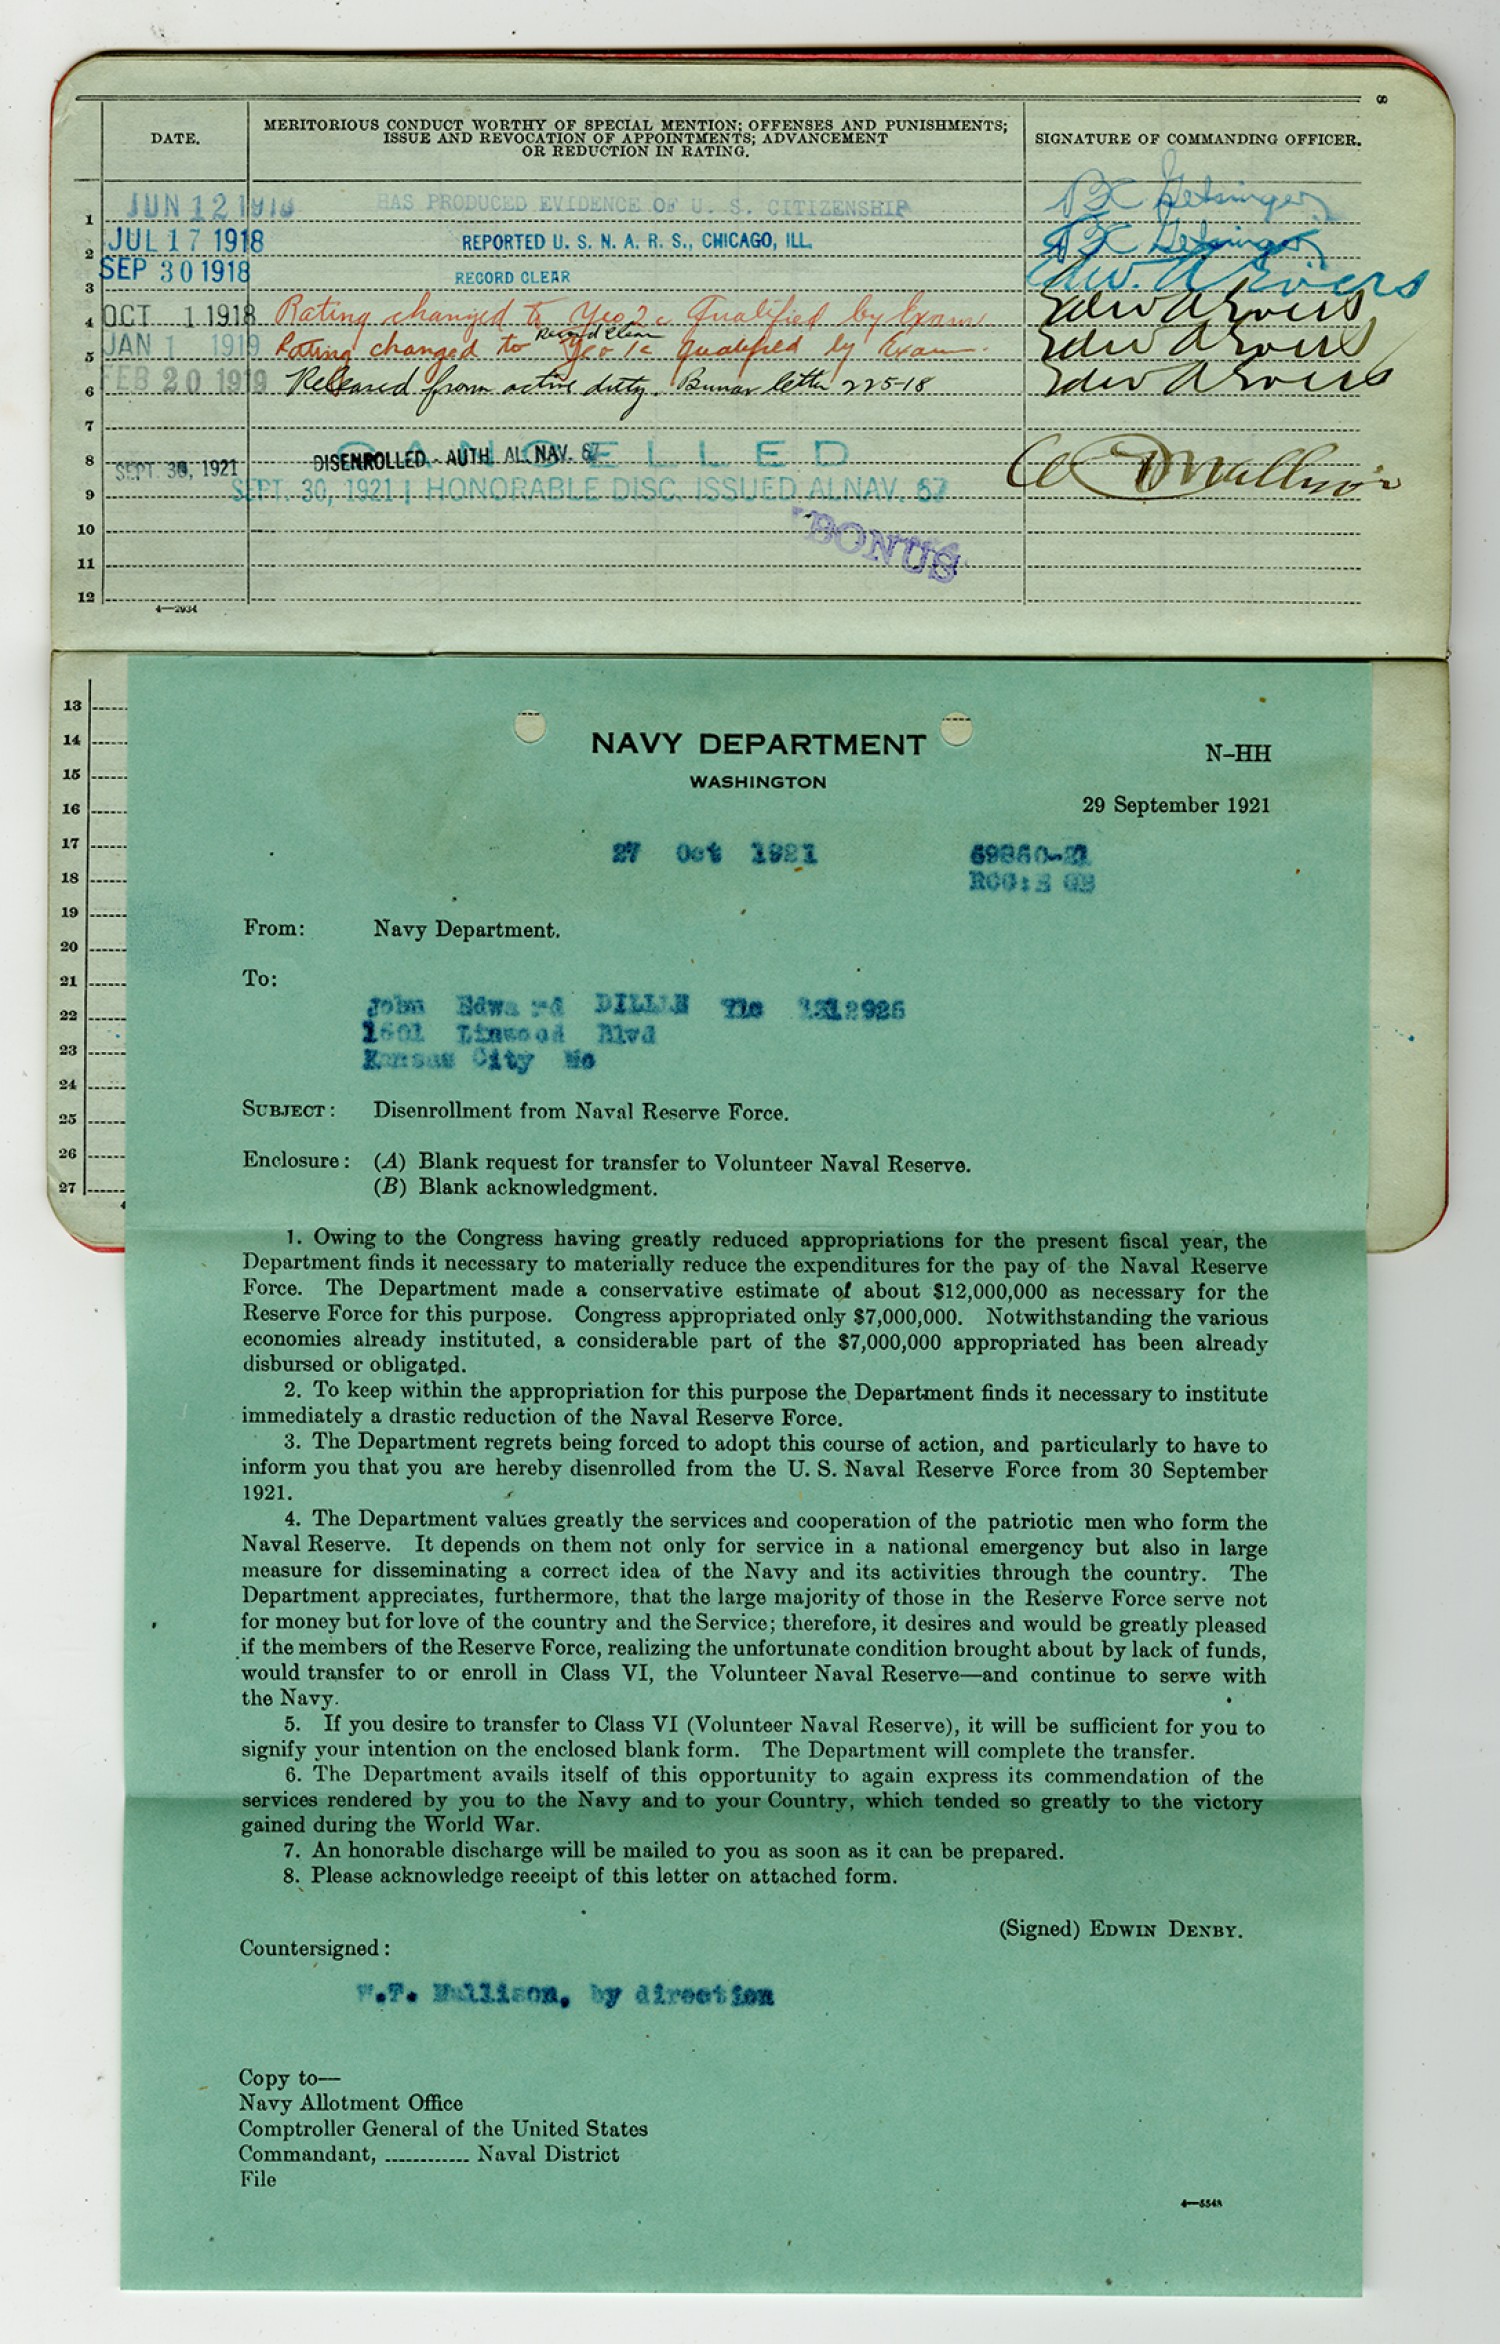 8
DATE.
MERITORIOUS CONDUCT WORTHY OF SPECIAL MENTION; OFFENSES AND PUNISHMENTS;
ISSUE AND REVOCATION OF APPOINTMENTS; ADVANCEMENT
OR REDUCTION IN RATING.
SIGNATURE OF COMMANDING OFFICER.
1 JUN 12 1918 HAS PRODUCED EVIDENCE OF U. S. CITIZENSHIP
2 JUL 17 1918 REPORTED U. S. N. A. R. S., CHICAGO, ILL.
3 SEP 30 1918 RECORD CLEAR
4 OCT 1 1918 Rating changed to Yeo 2c Qualified by Exam
Record clear
5 JAN 1 1919 Rating changed to Yeo 1c Qualified by Exam.
6 FEB 20 1919 Released from active duty. Bunav letter 225-18
7
CANCELLED
8 SEPT. 30, 1921 DISENROLLED - AUTH. AL. NAV. 67
9 SEPT. 30, 1921 HONORABLE DISC. ISSUED ALNAV. 67
BONUS
10
11
12
4—2934
13
14
15
16
17
18
19
20
21
22
23
24
25
26
27
NAVY DEPARTMENT
WASHINGTON
N-HH
29 September 1921
27 Oct 1921 69860-21
From: Navy Department.
To:
John Edward DILLE Y1c
1601 Linwood Blvd
Kansas City Mo
SUBJECT: Disenrollment from Naval Reserve Force.
Enclosure: (A) Blank request for transfer to Volunteer Naval Reserve.
(B) Blank acknowledgment.
1. Owing to the Congress having greatly reduced appropriations for the present fiscal year, the
Department finds it necessary to materially reduce the expenditures for the pay of the Naval Reserve
Force. The Department made a conservative estimate of about $12,000,000 as necessary for the
Reserve Force for this purpose. Congress appropriated only $7,000,000. Notwithstanding the various
economies already instituted, a considerable part of the $7,000,000 appropriated has been already
disbursed or obligated.
2. To keep within the appropriation for this purpose the Department finds it necessary to institute
immediately a drastic reduction of the Naval Reserve Force.
3. The Department regrets being forced to adopt this course of action, and particularly to have to
inform you that you are hereby disenrolled from the U. S. Naval Reserve Force from 30 September
1921.
4. The Department values greatly the services and cooperation of the patriotic men who form the
Naval Reserve. It depends on them not only for service in a national emergency but also in large
measure for disseminating a correct idea of the Navy and its activities through the country. The
Department appreciates, furthermore, that the large majority of those in the Reserve Force serve not
for money but for love of the country and the Service; therefore, it desires and would be greatly pleased
if the members of the Reserve Force, realizing the unfortunate condition brought about by lack of funds,
would transfer to or enroll in Class VI, the Volunteer Naval Reserve—and continue to serve with
the Navy.
5. If you desire to transfer to Class VI (Volunteer Naval Reserve), it will be sufficient for you to
signify your intention on the enclosed blank form. The Department will complete the transfer.
6. The Department avails itself of this opportunity to again express its commendation of the
services rendered by you to the Navy and to your Country, which tended so greatly to the victory
gained during the World War.
7. An honorable discharge will be mailed to you as soon as it can be prepared.
8. Please acknowledge receipt of this letter on attached form.
(Signed) EDWIN DENBY.
Countersigned:
W.T. Mallison, by direction
Copy to—
Navy Allotment Office
Comptroller General of the United States
Commandant, ............ Naval District
File
4—5548